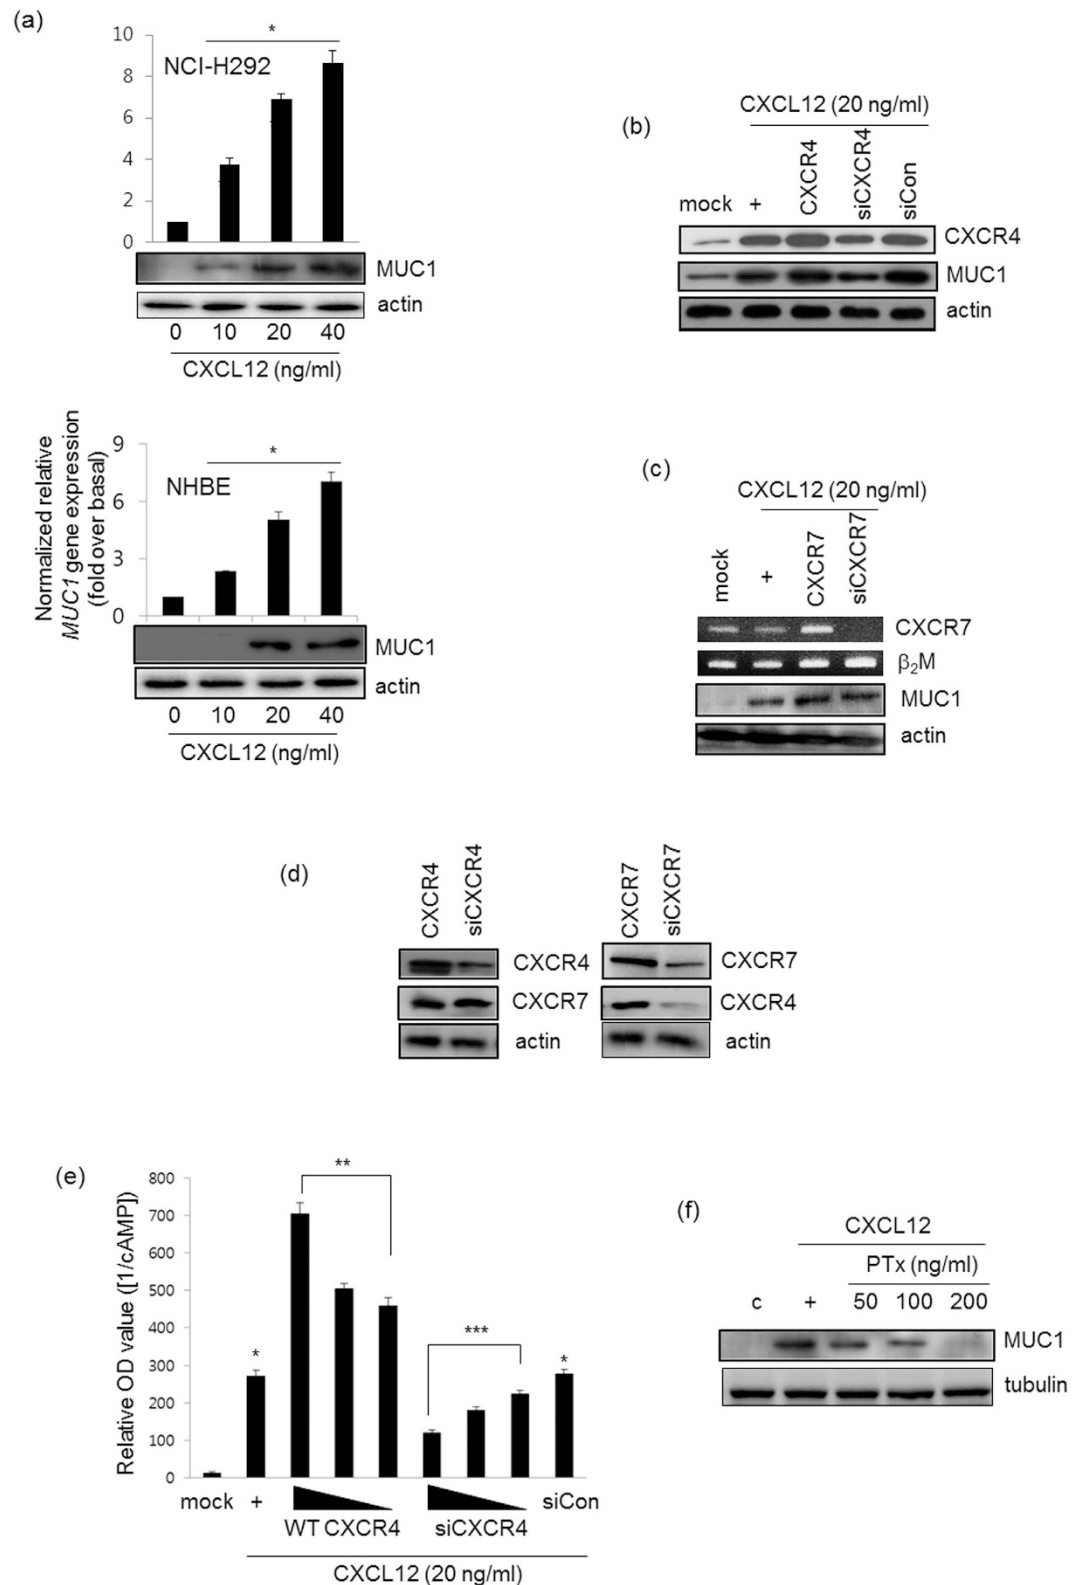 (a)
10
8
6
4
2
0
NCI-H292
*
MUC1
actin
0 10 20 40
CXCL12 (ng/ml)
Normalized relative
MUC1 gene expression
(fold over basal)
9
6
3
0
NHBE
*
MUC1
actin
0 10 20 40
CXCL12 (ng/ml)
(b)
CXCL12 (20 ng/ml)
mock + CXCR4 siCXCR4 siCon
CXCR4
MUC1
actin
(c)
CXCL12 (20 ng/ml)
mock + CXCR7 siCXCR7
CXCR7
β₂M
MUC1
actin
(d)
CXCR4 siCXCR4
CXCR4
CXCR7
actin
CXCR7 siCXCR7
CXCR7
CXCR4
actin
(e)
Relative OD value ([1/cAMP])
800
700
600
500
400
300
200
100
0
*
**
***
*
mock + WT CXCR4 siCXCR4 siCon
CXCL12 (20 ng/ml)
(f)
CXCL12
PTx (ng/ml)
c + 50 100 200
MUC1
tubulin